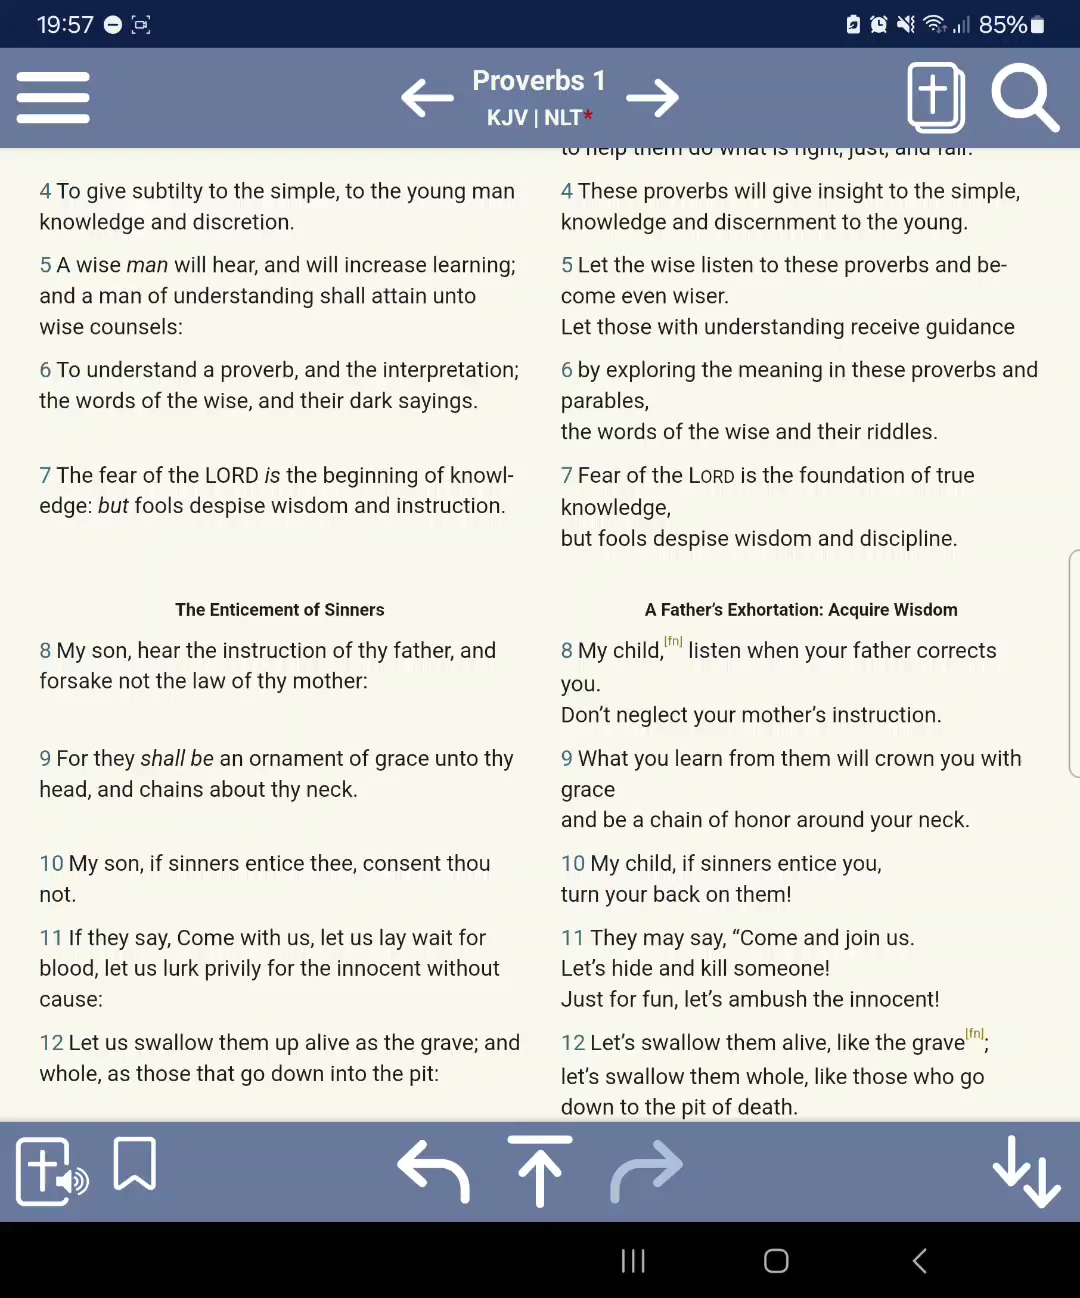 19:57
85%
Proverbs 1
KJV | NLT*
to help them do what is right, just, and fair.
4 To give subtilty to the simple, to the young man
knowledge and discretion.
5 A wise man will hear, and will increase learning;
and a man of understanding shall attain unto
wise counsels:
6 To understand a proverb, and the interpretation;
the words of the wise, and their dark sayings.
7 The fear of the LORD is the beginning of knowl-
edge: but fools despise wisdom and instruction.
The Enticement of Sinners
8 My son, hear the instruction of thy father, and
forsake not the law of thy mother:
9 For they shall be an ornament of grace unto thy
head, and chains about thy neck.
10 My son, if sinners entice thee, consent thou
not.
11 If they say, Come with us, let us lay wait for
blood, let us lurk privily for the innocent without
cause:
12 Let us swallow them up alive as the grave; and
whole, as those that go down into the pit:
4 These proverbs will give insight to the simple,
knowledge and discernment to the young.
5 Let the wise listen to these proverbs and be-
come even wiser.
Let those with understanding receive guidance
6 by exploring the meaning in these proverbs and
parables,
the words of the wise and their riddles.
7 Fear of the LORD is the foundation of true
knowledge,
but fools despise wisdom and discipline.
A Father’s Exhortation: Acquire Wisdom
8 My child,[fn] listen when your father corrects
you.
Don’t neglect your mother’s instruction.
9 What you learn from them will crown you with
grace
and be a chain of honor around your neck.
10 My child, if sinners entice you,
turn your back on them!
11 They may say, “Come and join us.
Let’s hide and kill someone!
Just for fun, let’s ambush the innocent!
12 Let’s swallow them alive, like the grave[fn];
let’s swallow them whole, like those who go
down to the pit of death.